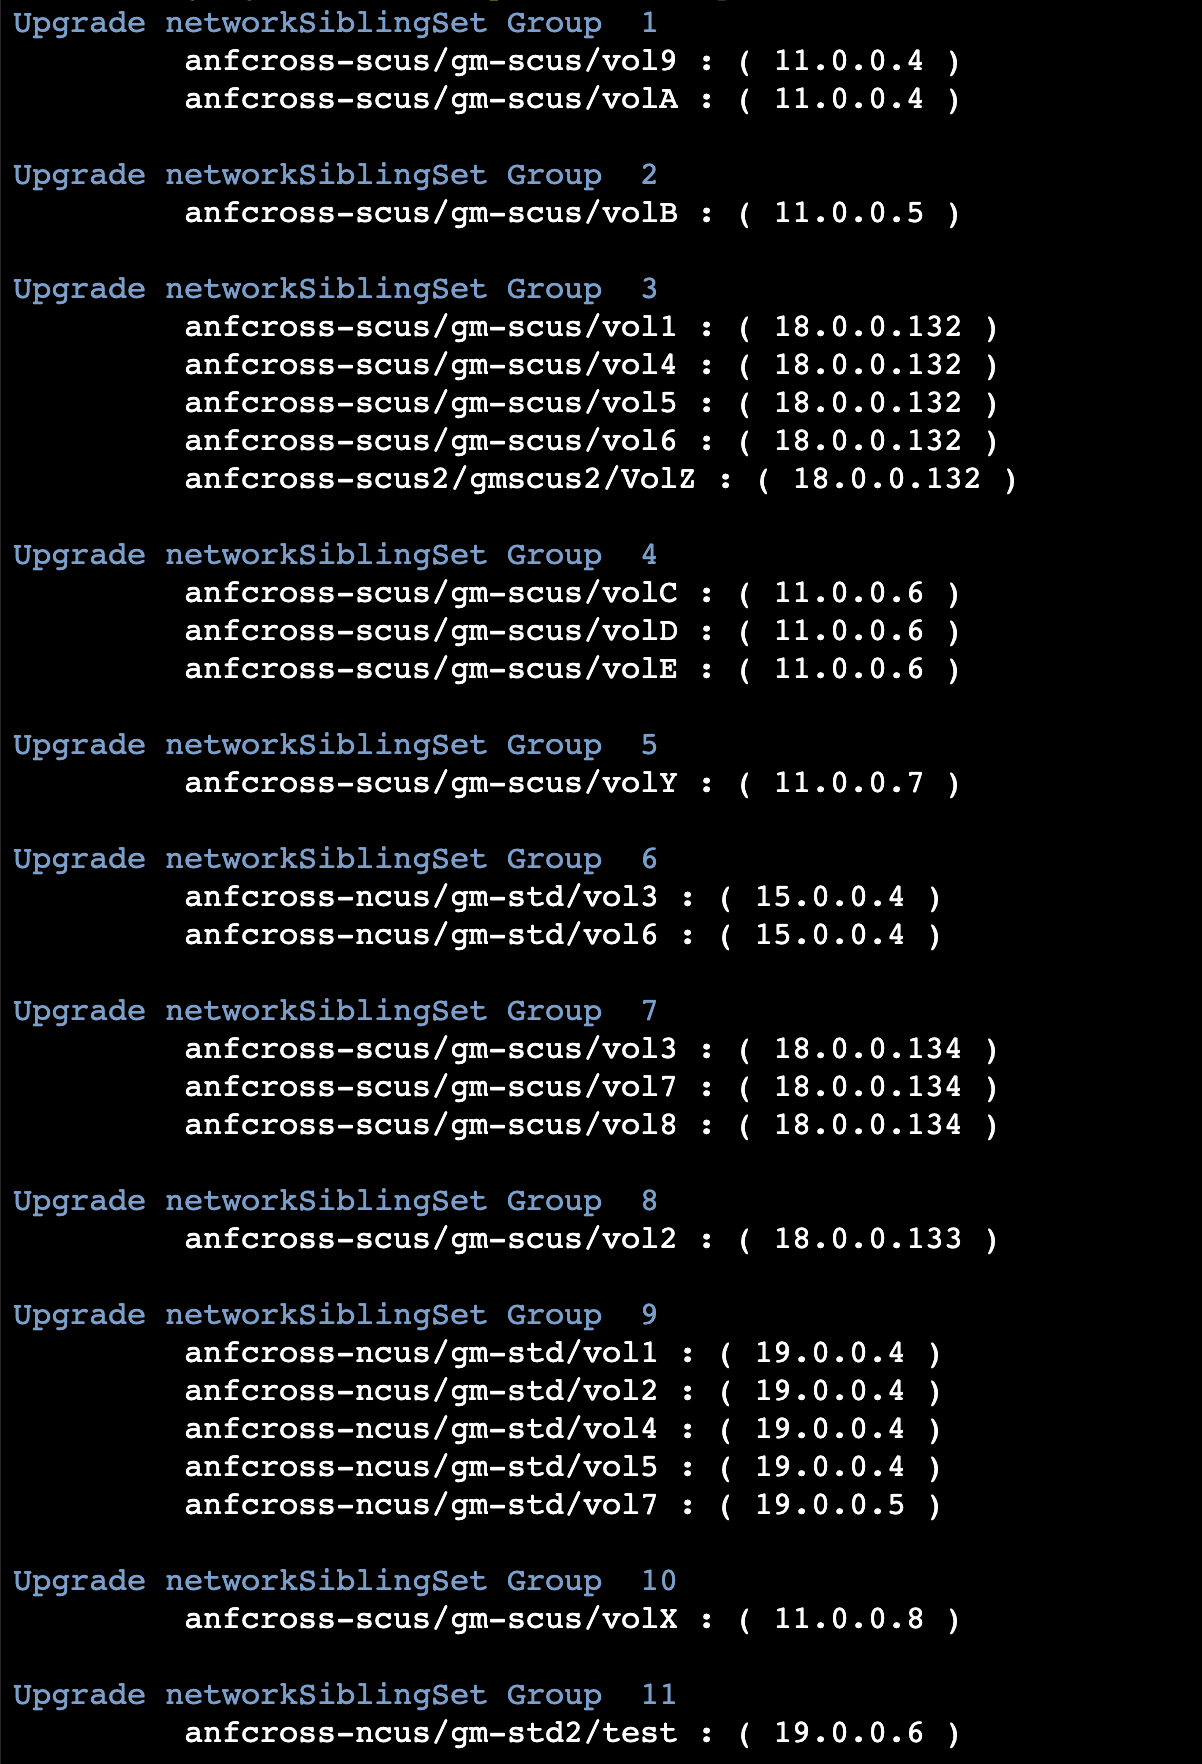 Upgrade networkSiblingSet Group  1
anfcross-scus/gm-scus/vol9 : ( 11.0.0.4 )
anfcross-scus/gm-scus/volA : ( 11.0.0.4 )
Upgrade networkSiblingSet Group  2
anfcross-scus/gm-scus/volB : ( 11.0.0.5 )
Upgrade networkSiblingSet Group  3
anfcross-scus/gm-scus/vol1 : ( 18.0.0.132 )
anfcross-scus/gm-scus/vol4 : ( 18.0.0.132 )
anfcross-scus/gm-scus/vol5 : ( 18.0.0.132 )
anfcross-scus/gm-scus/vol6 : ( 18.0.0.132 )
anfcross-scus2/gmscus2/VolZ : ( 18.0.0.132 )
Upgrade networkSiblingSet Group  4
anfcross-scus/gm-scus/volC : ( 11.0.0.6 )
anfcross-scus/gm-scus/volD : ( 11.0.0.6 )
anfcross-scus/gm-scus/volE : ( 11.0.0.6 )
Upgrade networkSiblingSet Group  5
anfcross-scus/gm-scus/volY : ( 11.0.0.7 )
Upgrade networkSiblingSet Group  6
anfcross-ncus/gm-std/vol3 : ( 15.0.0.4 )
anfcross-ncus/gm-std/vol6 : ( 15.0.0.4 )
Upgrade networkSiblingSet Group  7
anfcross-scus/gm-scus/vol3 : ( 18.0.0.134 )
anfcross-scus/gm-scus/vol7 : ( 18.0.0.134 )
anfcross-scus/gm-scus/vol8 : ( 18.0.0.134 )
Upgrade networkSiblingSet Group  8
anfcross-scus/gm-scus/vol2 : ( 18.0.0.133 )
Upgrade networkSiblingSet Group  9
anfcross-ncus/gm-std/vol1 : ( 19.0.0.4 )
anfcross-ncus/gm-std/vol2 : ( 19.0.0.4 )
anfcross-ncus/gm-std/vol4 : ( 19.0.0.4 )
anfcross-ncus/gm-std/vol5 : ( 19.0.0.4 )
anfcross-ncus/gm-std/vol7 : ( 19.0.0.5 )
Upgrade networkSiblingSet Group  10
anfcross-scus/gm-scus/volX : ( 11.0.0.8 )
Upgrade networkSiblingSet Group  11
anfcross-ncus/gm-std2/test : ( 19.0.0.6 )